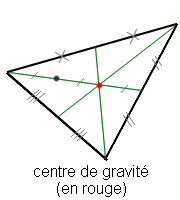 centre de gravité
(en rouge)